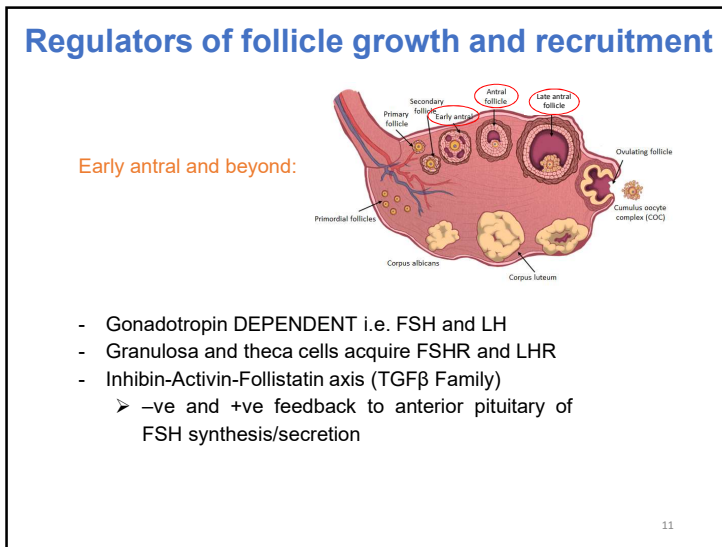 Regulators of follicle growth and recruitment
Secondary
follicle
Primary
follicle
Early antral
Antral
follicle
Late antral
follicle
Ovulating follicle
Early antral and beyond:
Cumulus oocyte
complex (COC)
Primordial follicles
Corpus albicans
Corpus luteum
- Gonadotropin DEPENDENT i.e. FSH and LH
- Granulosa and theca cells acquire FSHR and LHR
- Inhibin-Activin-Follistatin axis (TGFβ Family)
➢ –ve and +ve feedback to anterior pituitary of
FSH synthesis/secretion
11